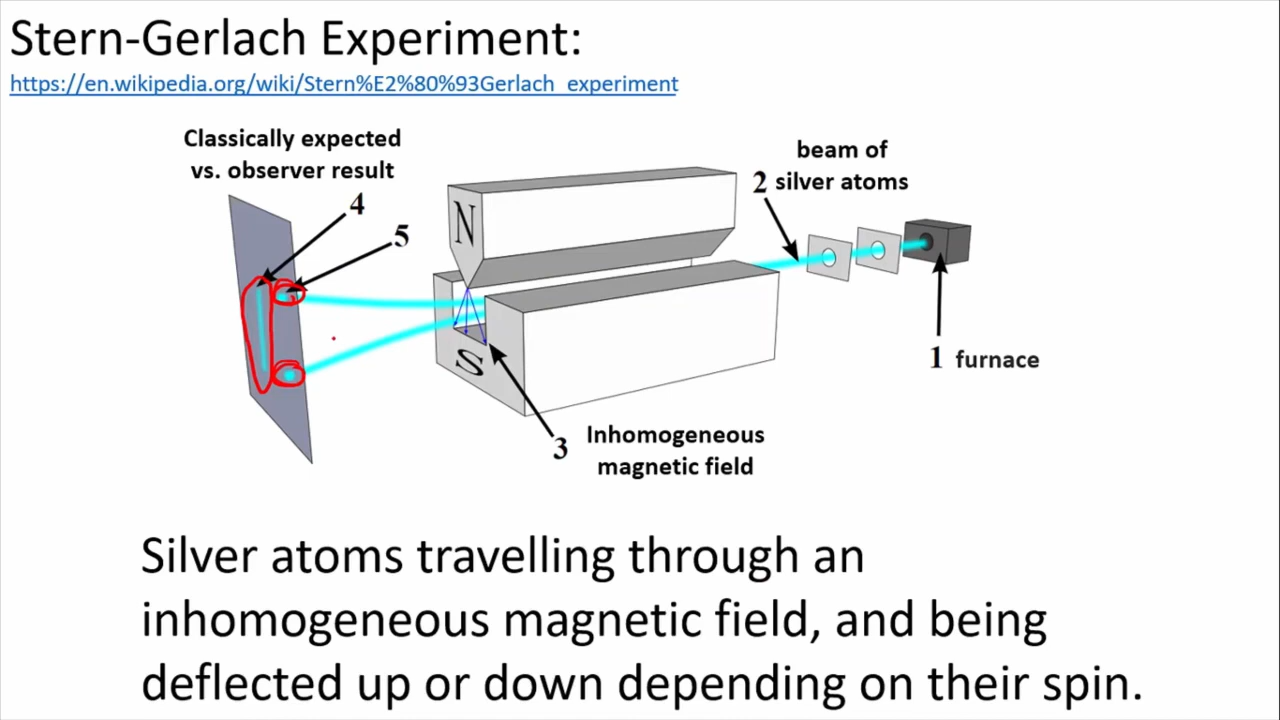 Stern-Gerlach Experiment:
https://en.wikipedia.org/wiki/Stern%E2%80%93Gerlach_experiment
Classically expected
vs. observer result
4
5
N
S
beam of
2 silver atoms
1 furnace
3 Inhomogeneous
magnetic field
Silver atoms travelling through an
inhomogeneous magnetic field, and being
deflected up or down depending on their spin.